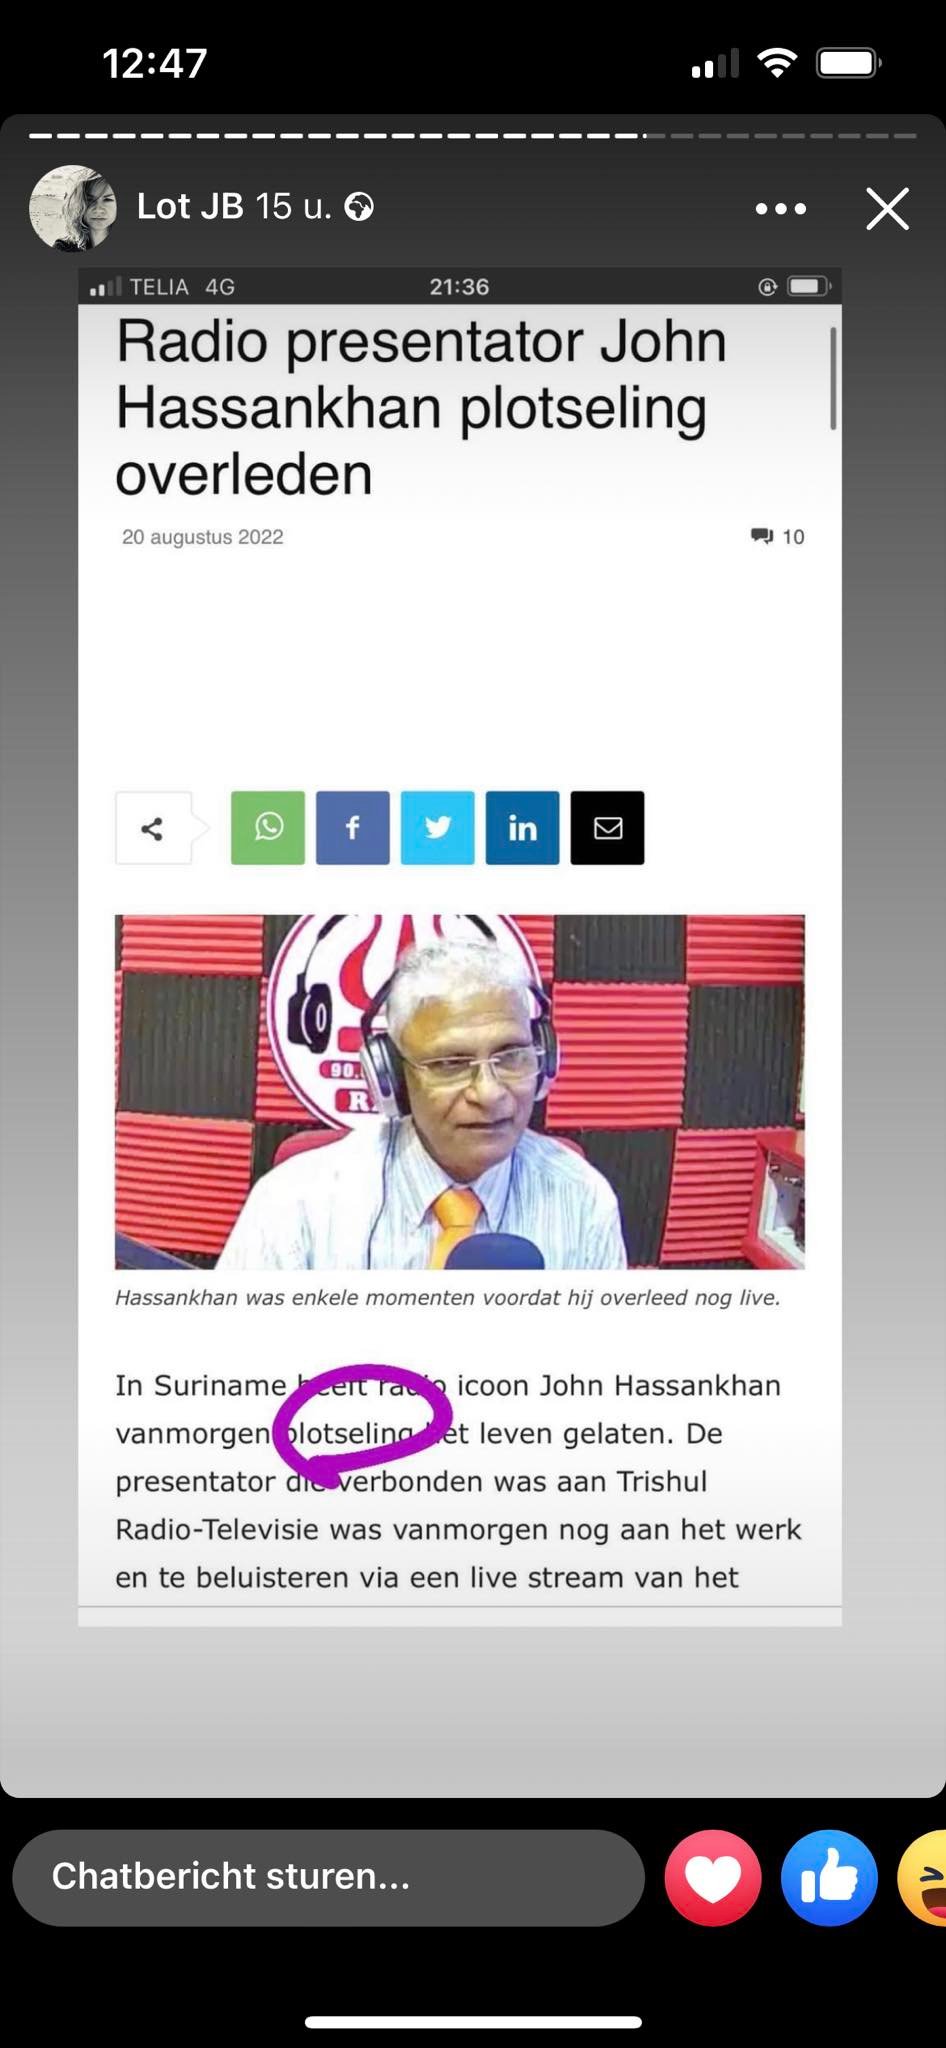 12:47
Lot JB 15 u.
TELIA 4G 21:36
Radio presentator John
Hassankhan plotseling
overleden
20 augustus 2022 10
f in
90.
R
Hassankhan was enkele momenten voordat hij overleed nog live.
In Suriname heeft radio icoon John Hassankhan
vanmorgen plotseling het leven gelaten. De
presentator die verbonden was aan Trishul
Radio-Televisie was vanmorgen nog aan het werk
en te beluisteren via een live stream van het
Chatbericht sturen...